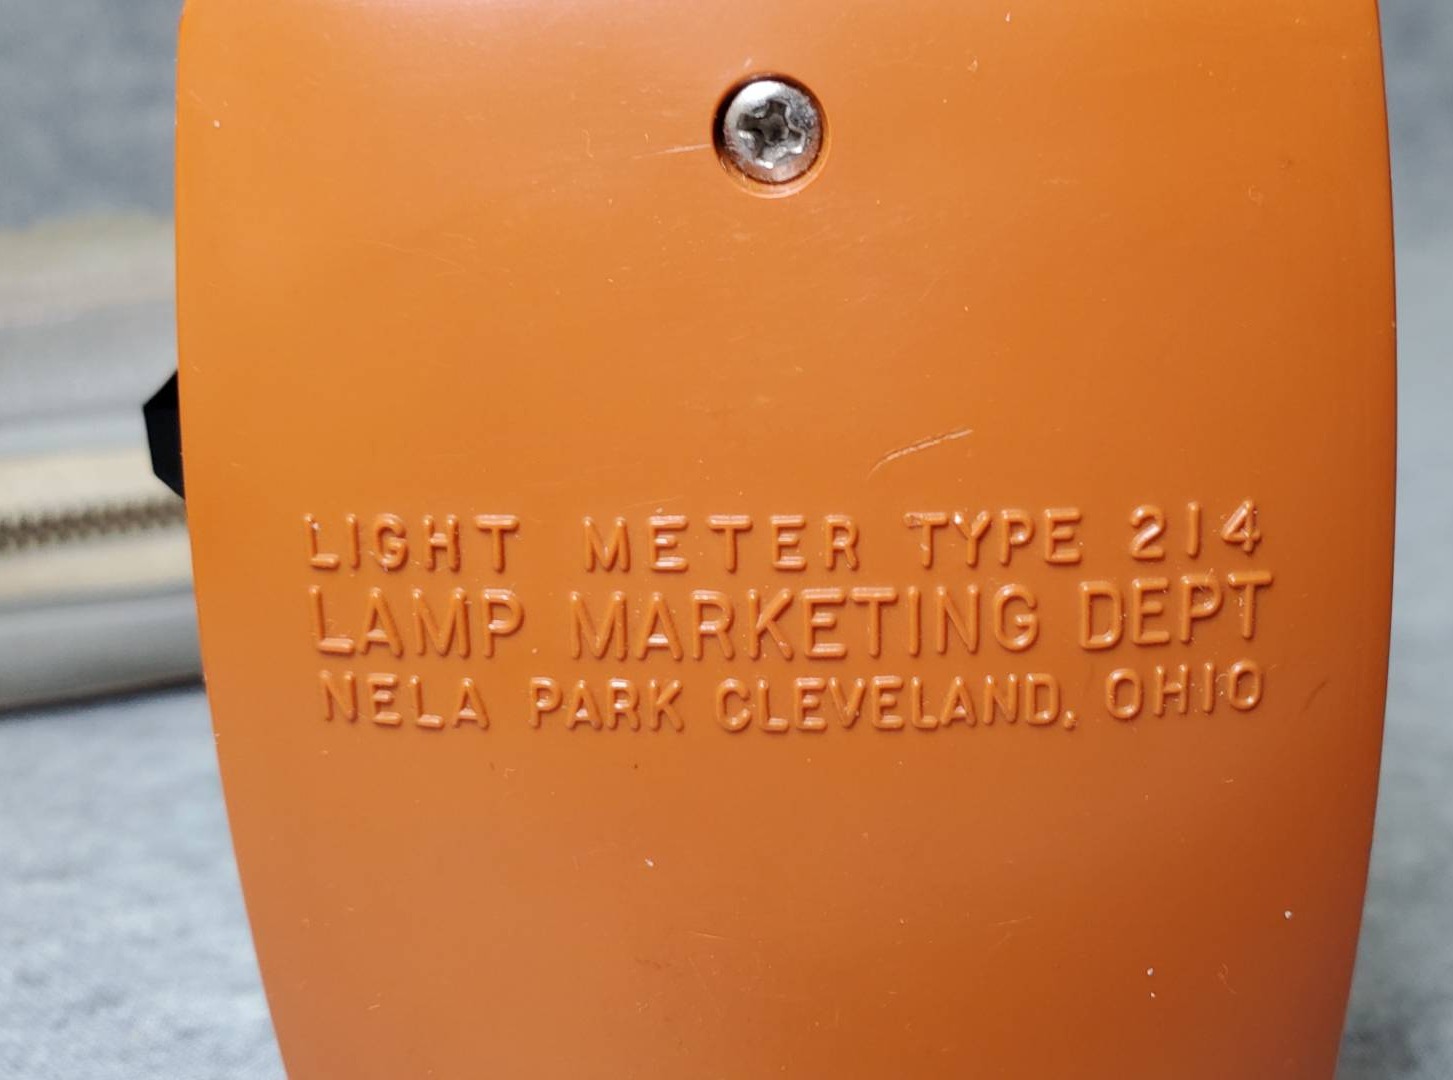 LIGHT METER TYPE 214
LAMP MARKETING DEPT
NELA PARK CLEVELAND, OHIO